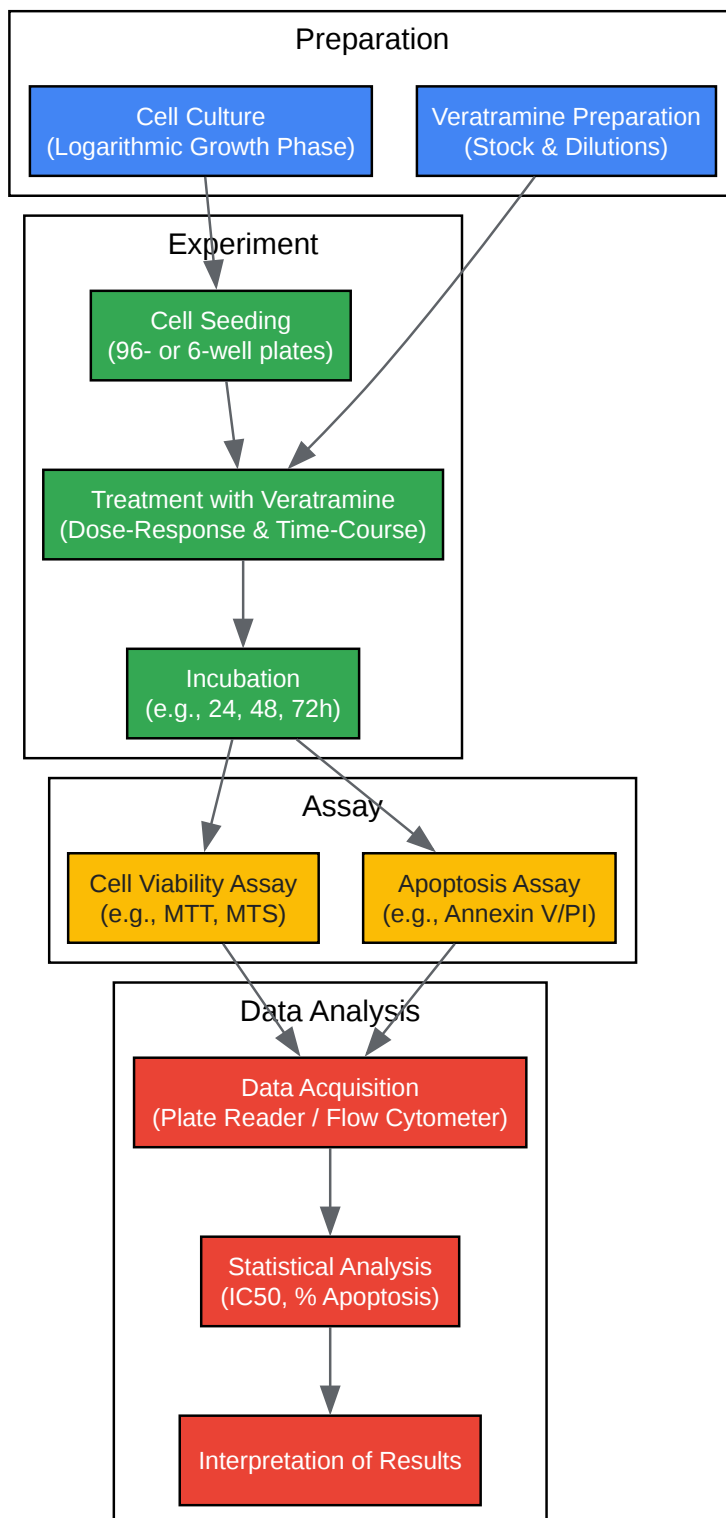 Preparation
Cell Culture
(Logarithmic Growth Phase)
Veratramine Preparation
(Stock & Dilutions)
Experiment
Cell Seeding
(96- or 6-well plates)
Treatment with Veratramine
(Dose-Response & Time-Course)
Incubation
(e.g., 24, 48, 72h)
Assay
Cell Viability Assay
(e.g., MTT, MTS)
Apoptosis Assay
(e.g., Annexin V/PI)
Data Analysis
Data Acquisition
(Plate Reader / Flow Cytometer)
Statistical Analysis
(IC50, % Apoptosis)
Interpretation of Results